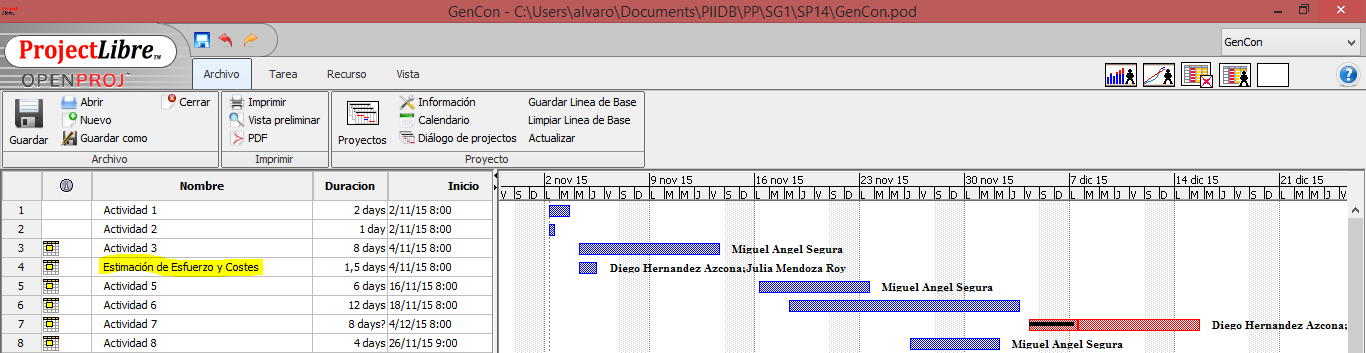 GenCon - C:\Users\alvaro\Documents\PIIDB\PP\SG1\SP14\GenCon.pod
ProjectLibre TM
OPENPROJ
GenCon
Archivo Tarea Recurso Vista
Guardar
Abrir
Nuevo
Guardar como
Cerrar
Archivo
Imprimir
Vista preliminar
PDF
Imprimir
Proyectos
Información
Calendario
Diálogo de projectos
Guardar Linea de Base
Limpiar Linea de Base
Actualizar
Proyecto
Nombre Duracion Inicio
2 nov 15 9 nov 15 16 nov 15 23 nov 15 30 nov 15 7 dic 15 14 dic 15 21 dic 15
V S D L M M J V S D L M M J V S D L M M J V S D L M M J V S D L M M J V S D L M M J V S D L M M J V S D L M M J V
1 Actividad 1 2 days 2/11/15 8:00
2 Actividad 2 1 day 2/11/15 8:00
3 Actividad 3 8 days 4/11/15 8:00 Miguel Angel Segura
4 Estimación de Esfuerzo y Costes 1,5 days 4/11/15 8:00 Diego Hernandez Azcona;Julia Mendoza Roy
5 Actividad 5 6 days 16/11/15 8:00 Miguel Angel Segura
6 Actividad 6 12 days 18/11/15 8:00
7 Actividad 7 8 days? 4/12/15 8:00 Diego Hernandez Azcona;
8 Actividad 8 4 days 26/11/15 9:00 Miguel Angel Segura